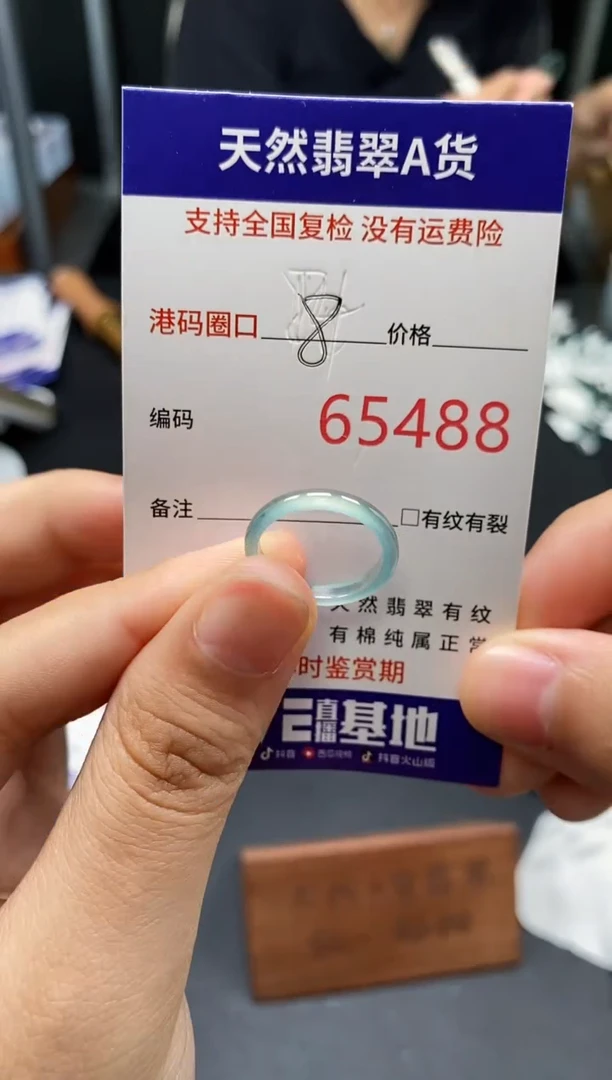 天然翡翠A货
支持全国复检 没有运费险
港码圈口 8 价格
编码 65488
备注 □有纹有裂
天然翡翠有纹
有棉纯属正常
时鉴赏期
直播基地
抖音 西瓜视频 抖音火山版